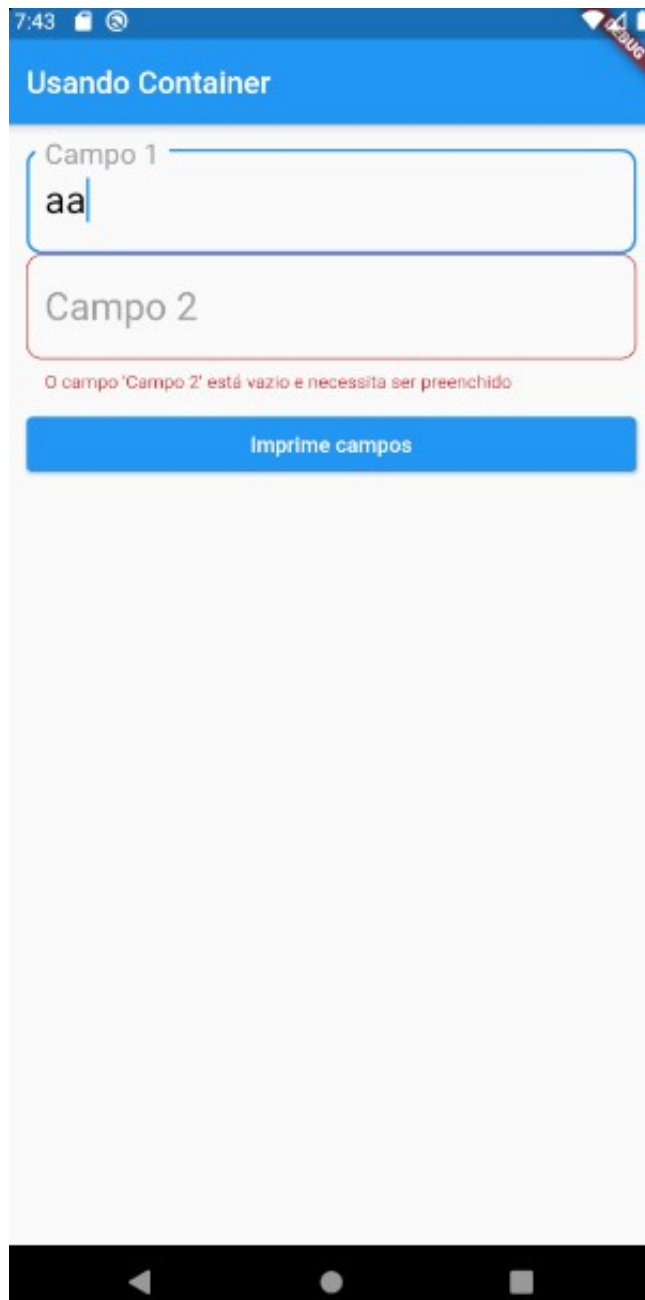 7:43
DEBUG
Usando Container
Campo 1
aa
Campo 2
O campo 'Campo 2' está vazio e necessita ser preenchido
Imprime campos